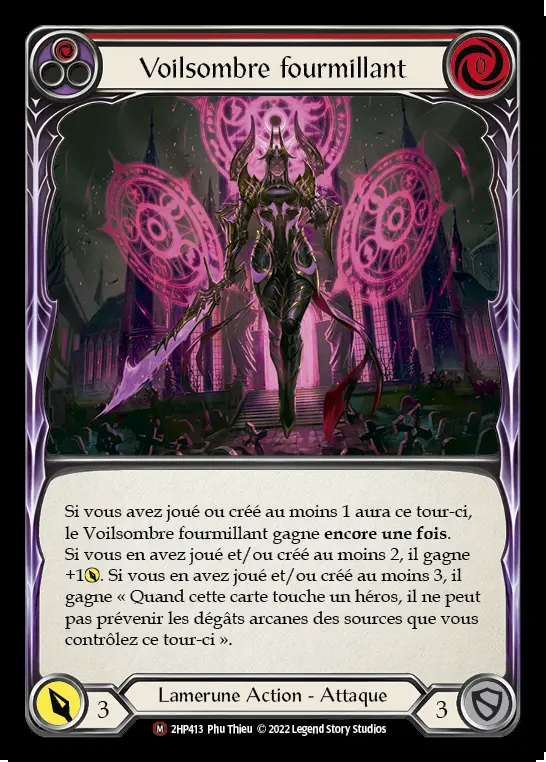 Voilsombre fourmillant
0
Si vous avez joué ou créé au moins 1 aura ce tour-ci,
le Voilsombre fourmillant gagne encore une fois.
Si vous en avez joué et/ou créé au moins 2, il gagne
+1. Si vous en avez joué et/ou créé au moins 3, il
gagne « Quand cette carte touche un héros, il ne peut
pas prévenir les dégâts arcanes des sources que vous
contrôlez ce tour-ci ».
3
Lamerune Action - Attaque
3
M 2HP413 Phu Thieu © 2022 Legend Story Studios